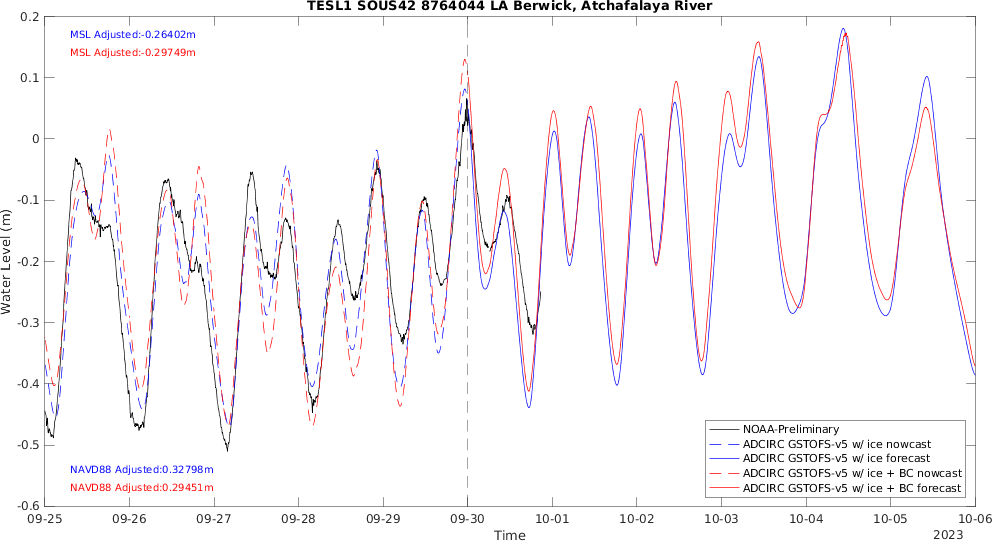 TESL1 SOUS42 8764044 LA Berwick, Atchafalaya River
MSL Adjusted:-0.26402m
MSL Adjusted:-0.29749m
0.2
0.1
0
-0.1
-0.2
-0.3
-0.4
-0.5
-0.6
Water Level (m)
NAVD88 Adjusted:0.32798m
NAVD88 Adjusted:0.29451m
NOAA-Preliminary
ADCIRC GSTOFS-v5 w/ ice nowcast
ADCIRC GSTOFS-v5 w/ ice forecast
ADCIRC GSTOFS-v5 w/ ice + BC nowcast
ADCIRC GSTOFS-v5 w/ ice + BC forecast
09-25 09-26 09-27 09-28 09-29 09-30 10-01 10-02 10-03 10-04 10-05 10-06
Time
2023